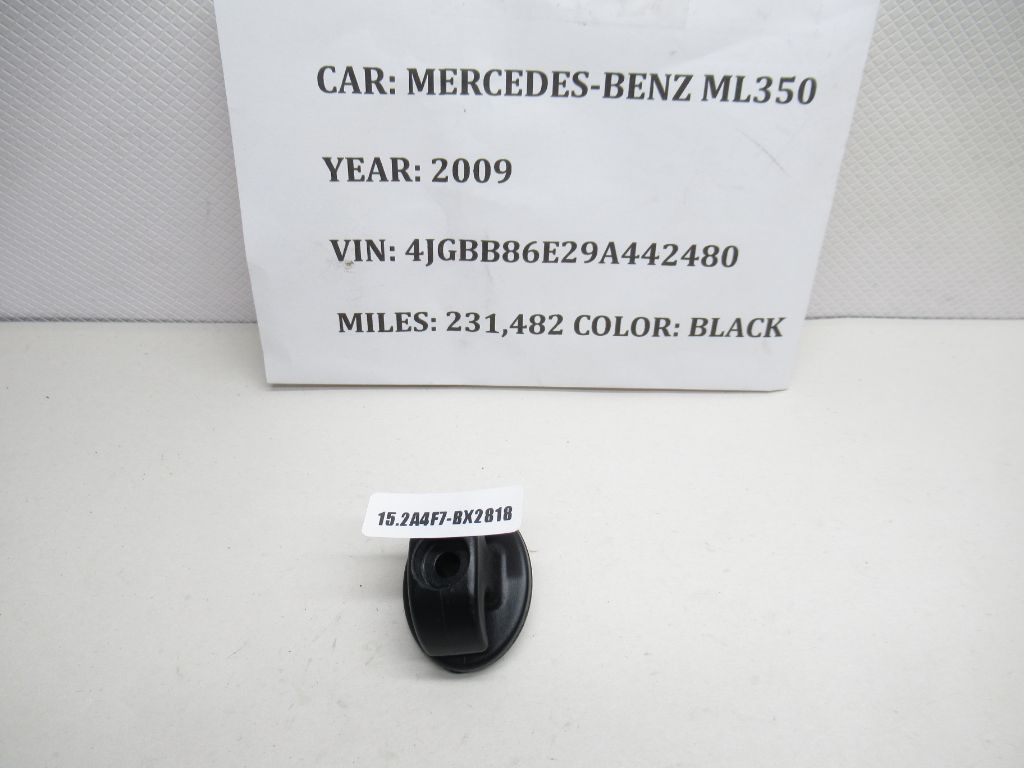 CAR: MERCEDES-BENZ ML350
YEAR: 2009
VIN: 4JGBB86E29A442480
MILES: 231,482 COLOR: BLACK
15.2A4F7-BX2818